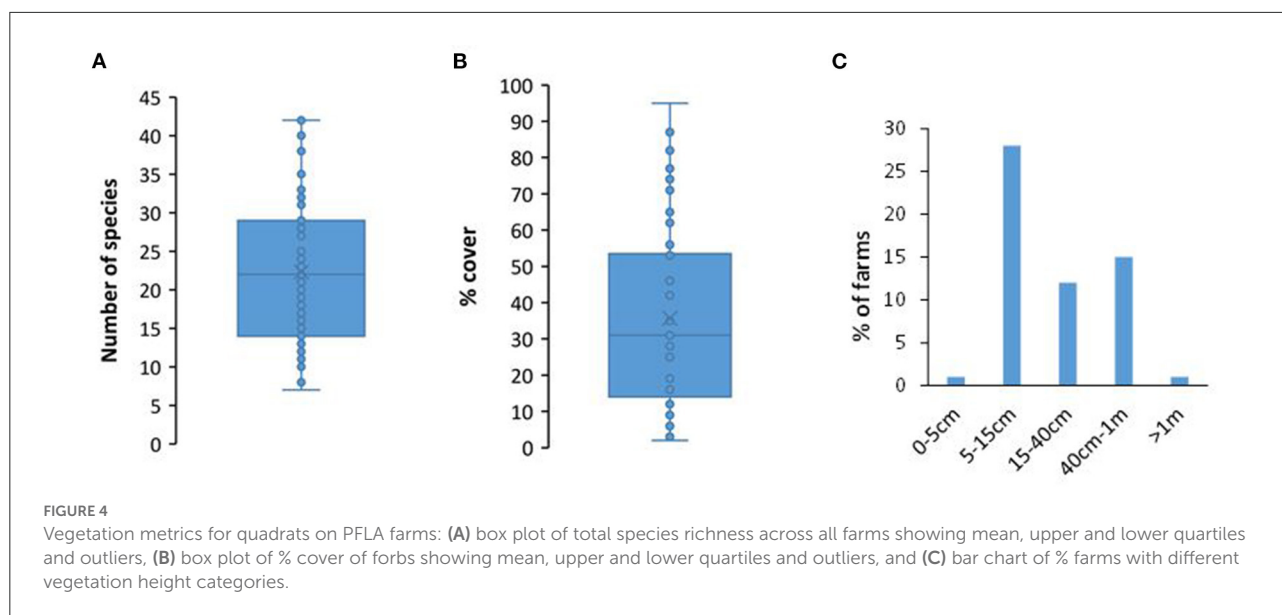 A
Number of species
45
40
35
30
25
20
15
10
5
0
B
% cover
100
90
80
70
60
50
40
30
20
10
0
C
% of farms
30
25
20
15
10
5
0
0-5cm
5-15cm
15-40cm
40cm-1m
>1m
FIGURE 4
Vegetation metrics for quadrats on PFLA farms: (A) box plot of total species richness across all farms showing mean, upper and lower quartiles
and outliers, (B) box plot of % cover of forbs showing mean, upper and lower quartiles and outliers, and (C) bar chart of % farms with different
vegetation height categories.